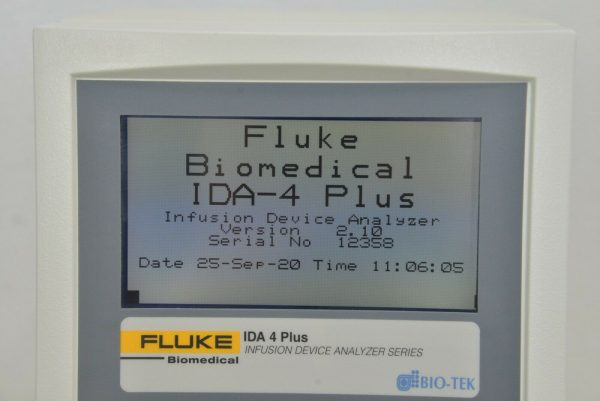 Fluke
Biomedical
IDA-4 Plus
Infusion Device Analyzer
Version 2.10
Serial No 12358
Date 25-Sep-20 Time 11:06:05
FLUKE
Biomedical
IDA 4 Plus
INFUSION DEVICE ANALYZER SERIES
BIO-TEK